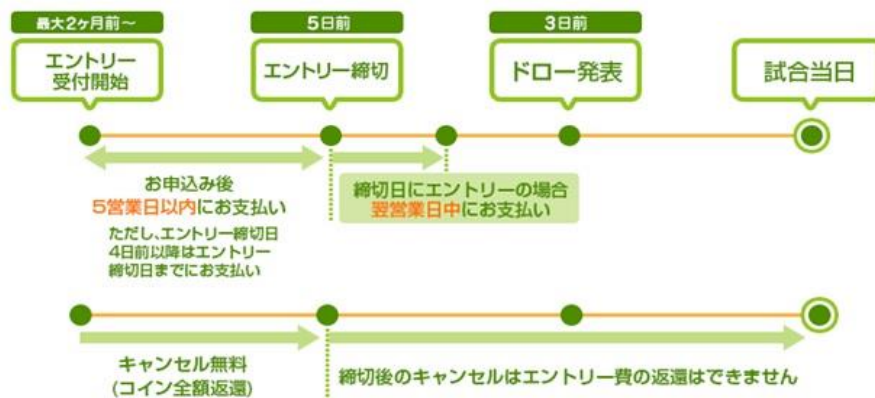 最大2ヶ月前～
エントリー
受付開始
5日前
エントリー締切
3日前
ドロー発表
試合当日
お申込み後
5営業日以内にお支払い
ただし、エントリー締切日
4日前以降はエントリー
締切日までにお支払い
締切日にエントリーの場合
翌営業日中にお支払い
キャンセル無料
(コイン全額返還)
締切後のキャンセルはエントリー費の返還はできません